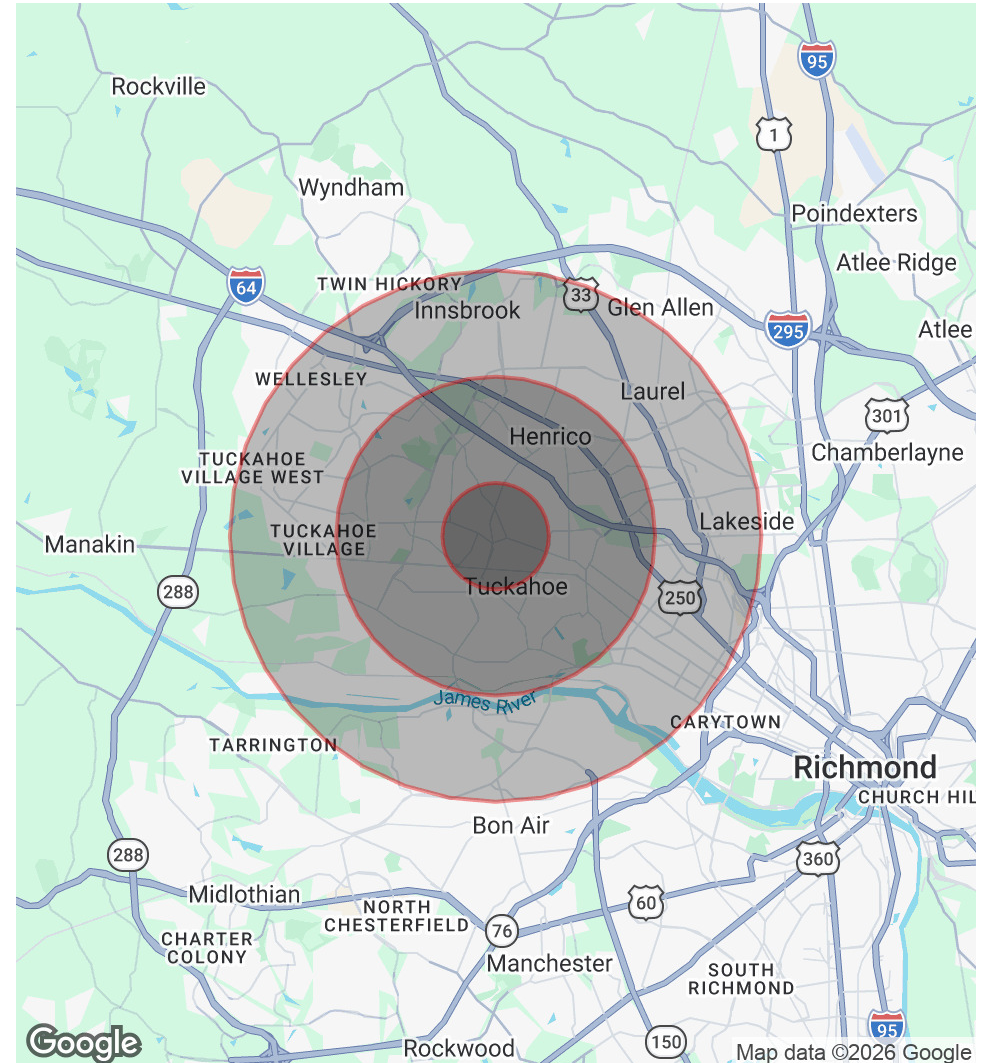 95
Rockville
1
Wyndham
Poindexters
Atlee Ridge
TWIN HICKORY
64
33
Innsbrook
Glen Allen
295
Atlee
WELLESLEY
Laurel
301
Henrico
Chamberlayne
TUCKAHOE
VILLAGE WEST
Lakeside
TUCKAHOE
VILLAGE
Manakin
Tuckahoe
288
250
James River
CARYTOWN
TARRINGTON
Richmond
CHURCH HIL
Bon Air
288
360
Midlothian
60
NORTH
CHESTERFIELD
76
CHARTER
COLONY
Manchester
SOUTH
RICHMOND
95
Google
Rockwood
150
Map data ©2026 Google